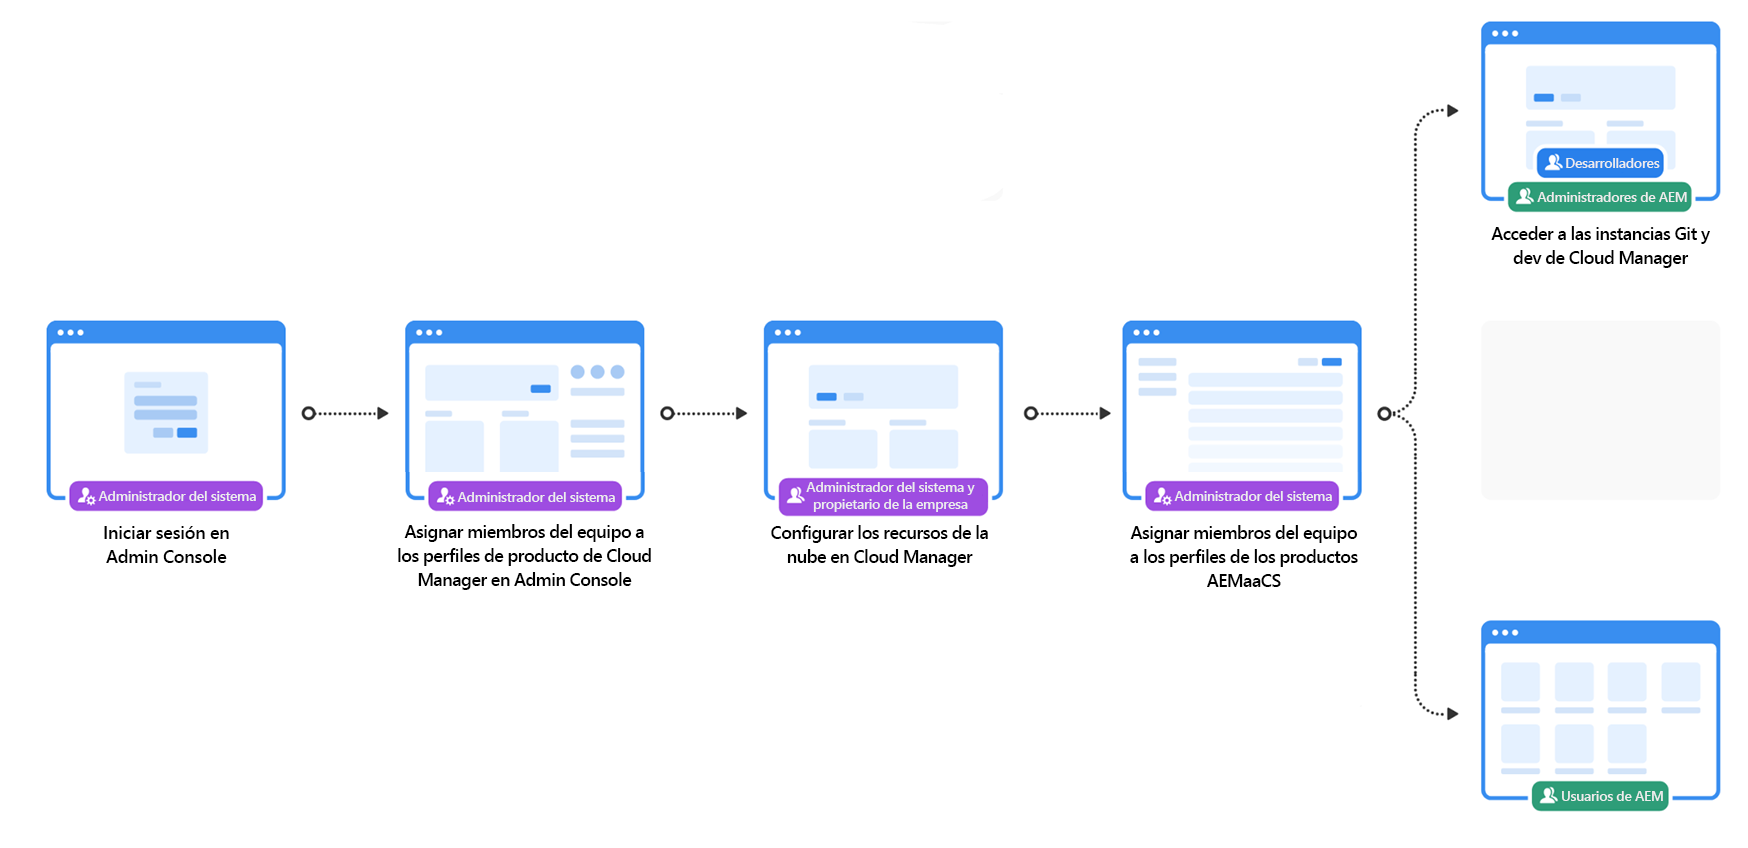 Administrador del sistema
Iniciar sesión en
Admin Console
Administrador del sistema
Asignar miembros del equipo a
los perfiles de producto de Cloud
Manager en Admin Console
Administrador del sistema y
propietario de la empresa
Configurar los recursos de la
nube en Cloud Manager
Administrador del sistema
Asignar miembros del equipo
a los perfiles de los productos
AEMaaCS
Desarrolladores
Administradores de AEM
Acceder a las instancias Git y
dev de Cloud Manager
Usuarios de AEM